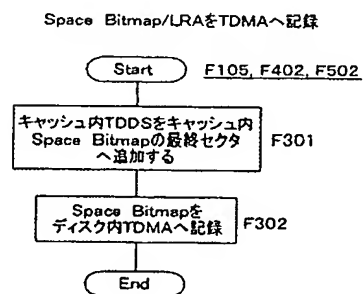 Space Bitmap/LRAをTDMAへ記録
Start
F105, F402, F502
キャッシュ内TDDSをキャッシュ内
Space Bitmapの最終セクタ
へ追加する
F301
Space Bitmapを
ディスク内TDMAへ記録
F302
End